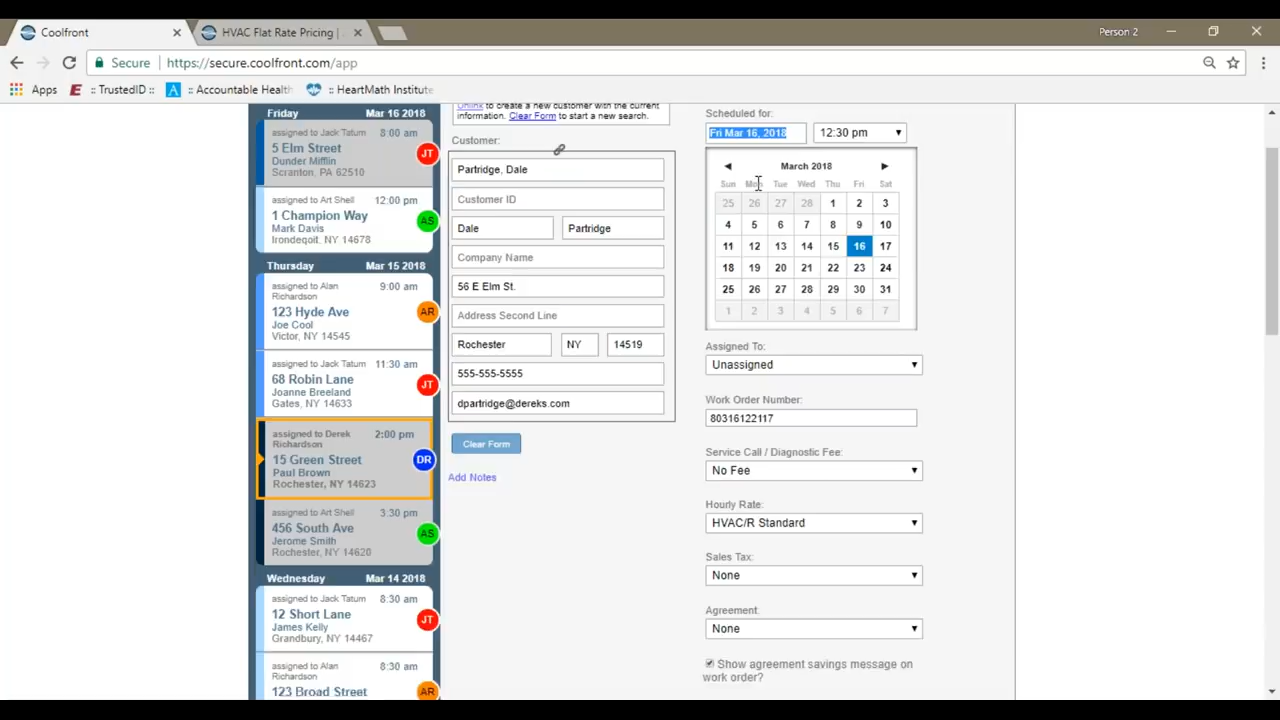 Coolfront
HVAC Flat Rate Pricing |
Person 2
Secure
https://secure.coolfront.com/app
Apps
:: TrustedID ::
:: Accountable Health
:: HeartMath Institute
Friday Mar 16 2018
assigned to Jack Tatum 8:00 am
5 Elm Street
Dunder Mifflin
Scranton, PA 62510
JT
assigned to Art Shell 12:00 pm
1 Champion Way
Mark Davis
Irondeqoit, NY 14678
AS
Thursday Mar 15 2018
assigned to Alan 9:00 am
Richardson
123 Hyde Ave
Joe Cool
Victor, NY 14545
AR
assigned to Jack Tatum 11:30 am
68 Robin Lane
Joanne Breeland
Gates, NY 14633
JT
assigned to Derek 2:00 pm
Richardson
15 Green Street
Paul Brown
Rochester, NY 14623
DR
assigned to Art Shell 3:30 pm
456 South Ave
Jerome Smith
Rochester, NY 14620
AS
Wednesday Mar 14 2018
assigned to Jack Tatum 8:30 am
12 Short Lane
James Kelly
Grandbury, NY 14467
JT
assigned to Alan 8:30 am
Richardson
123 Broad Street
AR
Unlink to create a new customer with the current
information. Clear Form to start a new search.
Customer:
Partridge, Dale
Customer ID
Dale Partridge
Company Name
56 E Elm St.
Address Second Line
Rochester NY 14519
555-555-5555
dpartridge@dereks.com
Clear Form
Add Notes
Scheduled for:
Fri Mar 16, 2018 12:30 pm
March 2018
Sun Mon Tue Wed Thu Fri Sat
25 26 27 28 1 2 3
4 5 6 7 8 9 10
11 12 13 14 15 16 17
18 19 20 21 22 23 24
25 26 27 28 29 30 31
1 2 3 4 5 6 7
Assigned To:
Unassigned
Work Order Number:
80316122117
Service Call / Diagnostic Fee:
No Fee
Hourly Rate:
HVAC/R Standard
Sales Tax:
None
Agreement:
None
Show agreement savings message on
work order?